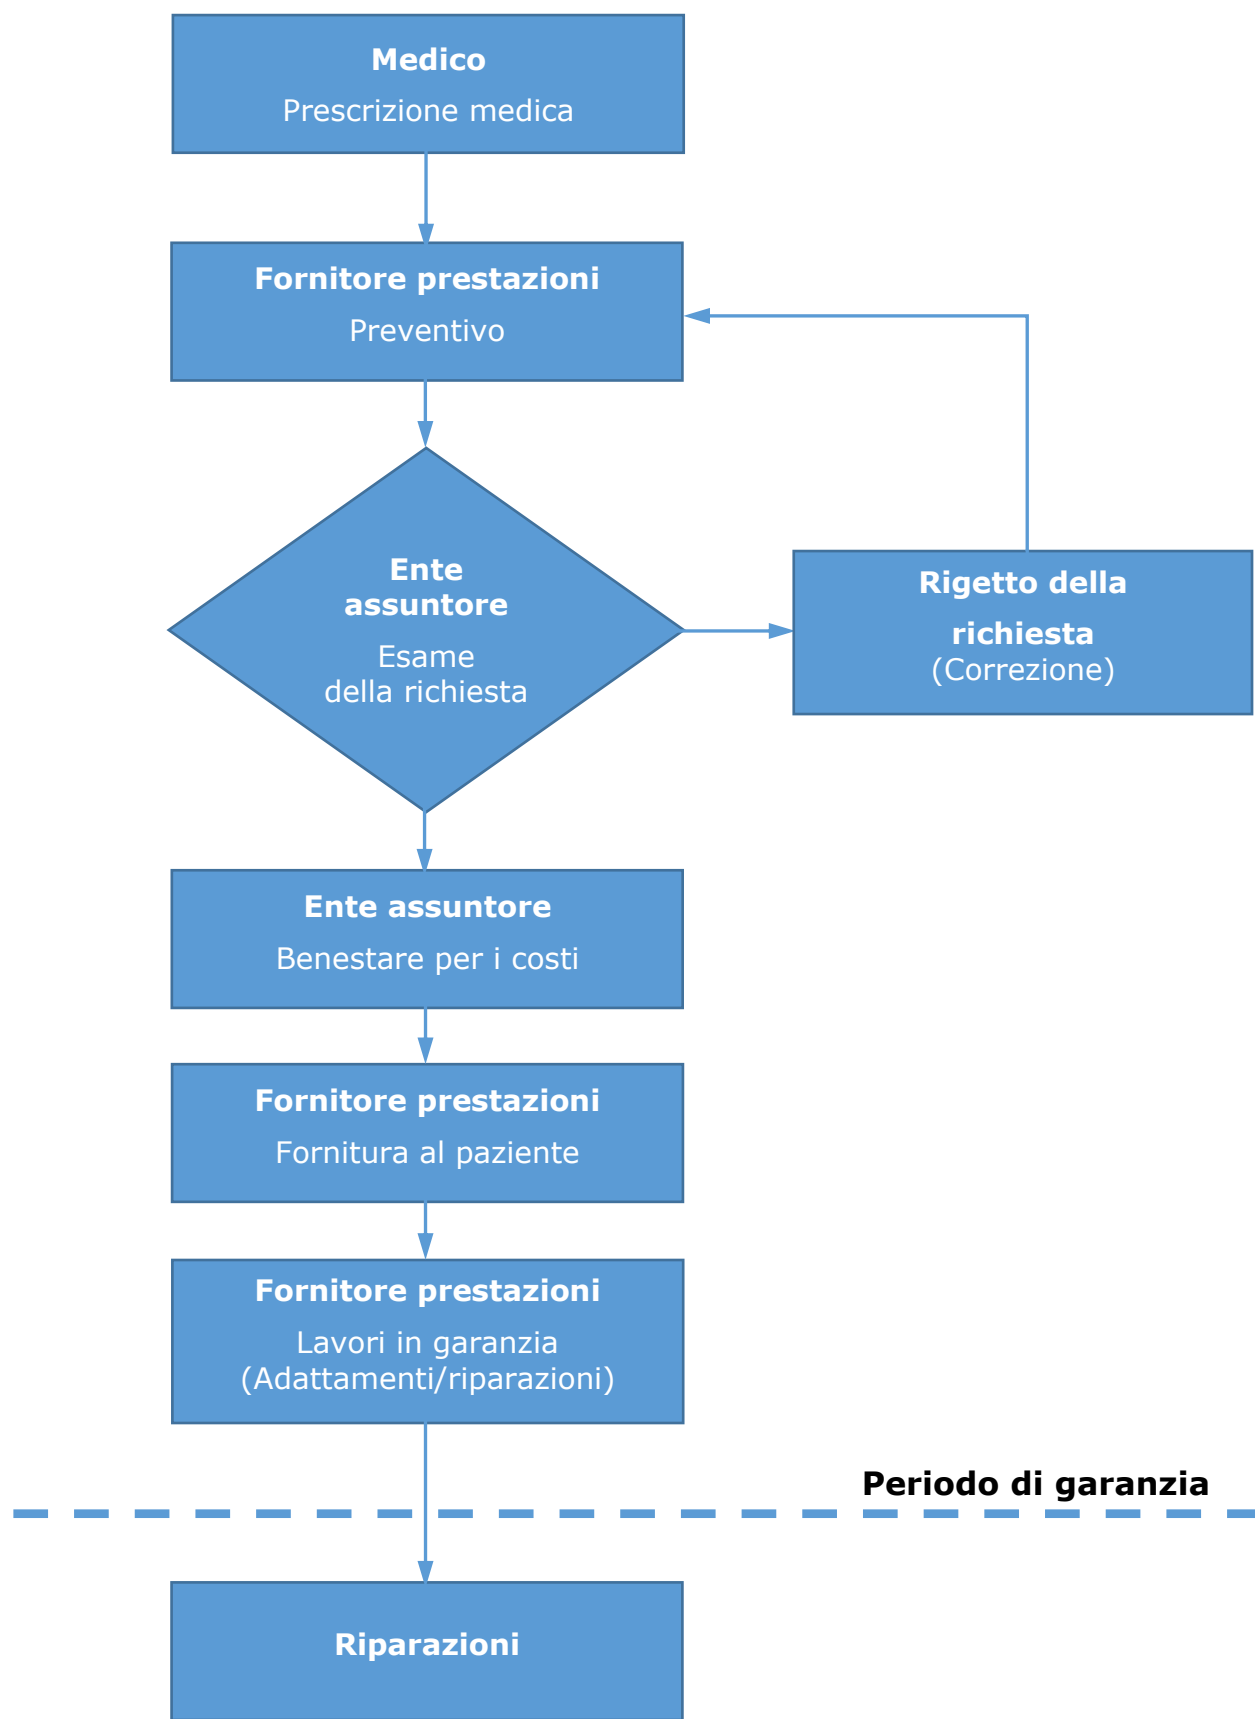 Medico
Prescrizione medica
Fornitore prestazioni
Preventivo
Ente
assuntore
Esame
della richiesta
Rigetto della
richiesta
(Correzione)
Ente assuntore
Benestare per i costi
Fornitore prestazioni
Fornitura al paziente
Fornitore prestazioni
Lavori in garanzia
(Adattamenti/riparazioni)
Periodo di garanzia
Riparazioni